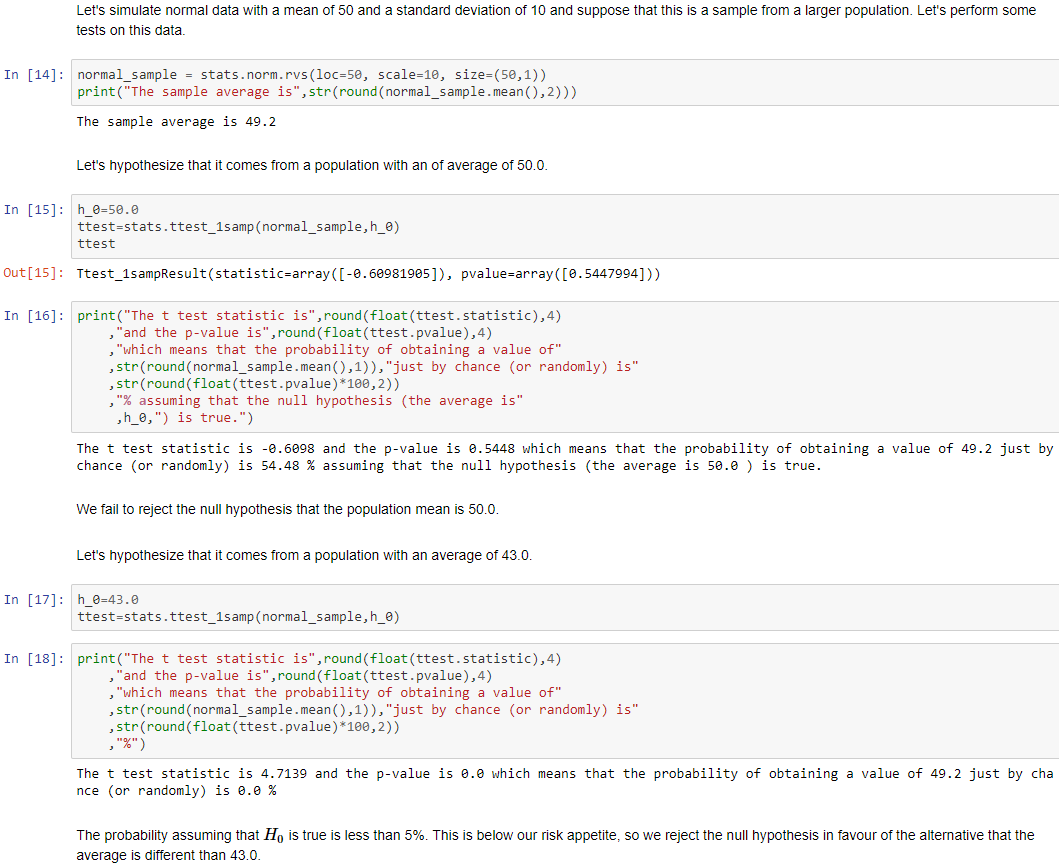 Let's simulate normal data with a mean of 50 and a standard deviation of 10 and suppose that this is a sample from a larger population. Let's perform some
tests on this data.
In [14]: normal_sample = stats.norm.rvs(loc=50, scale=10, size=(50,1))
print("The sample average is",str(round(normal_sample.mean(),2)))
The sample average is 49.2
Let's hypothesize that it comes from a population with an of average of 50.0.
In [15]: h_0=50.0
ttest=stats.ttest_1samp(normal_sample,h_0)
ttest
Out[15]: Ttest_1sampResult(statistic=array([-0.60981905]), pvalue=array([0.5447994]))
In [16]: print("The t test statistic is",round(float(ttest.statistic),4)
,"and the p-value is",round(float(ttest.pvalue),4)
,"which means that the probability of obtaining a value of"
,str(round(normal_sample.mean(),1)),"just by chance (or randomly) is"
,str(round(float(ttest.pvalue)*100,2))
,"% assuming that the null hypothesis (the average is"
,h_0,") is true.")
The t test statistic is -0.6098 and the p-value is 0.5448 which means that the probability of obtaining a value of 49.2 just by
chance (or randomly) is 54.48 % assuming that the null hypothesis (the average is 50.0 ) is true.
We fail to reject the null hypothesis that the population mean is 50.0.
Let's hypothesize that it comes from a population with an average of 43.0.
In [17]: h_0=43.0
ttest=stats.ttest_1samp(normal_sample,h_0)
In [18]: print("The t test statistic is",round(float(ttest.statistic),4)
,"and the p-value is",round(float(ttest.pvalue),4)
,"which means that the probability of obtaining a value of"
,str(round(normal_sample.mean(),1)),"just by chance (or randomly) is"
,str(round(float(ttest.pvalue)*100,2))
,"%")
The t test statistic is 4.7139 and the p-value is 0.0 which means that the probability of obtaining a value of 49.2 just by cha
nce (or randomly) is 0.0 %
The probability assuming that H₀ is true is less than 5%. This is below our risk appetite, so we reject the null hypothesis in favour of the alternative that the
average is different than 43.0.